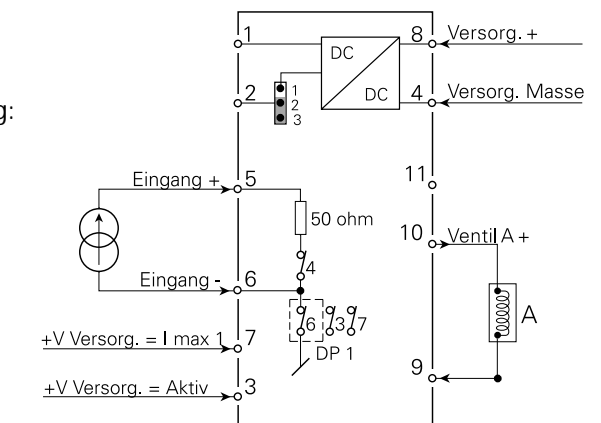 g:
1
8
Versorg. +
DC
DC
2
1
2
3
4
Versorg. Masse
11
Eingang +
5
50 ohm
10
Ventil A +
4
Eingang -
6
A
6
3
7
DP 1
+V Versorg. = I max 1
7
9
+V Versorg. = Aktiv
3